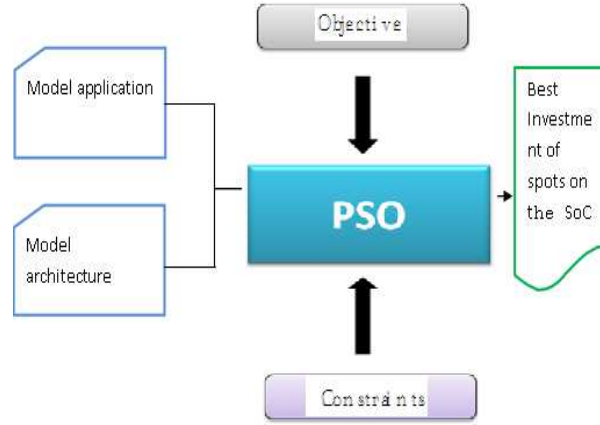 Objective
Model application
Model
architecture
PSO
Best
Investme
nt of
spots on
the SoC
Constraints